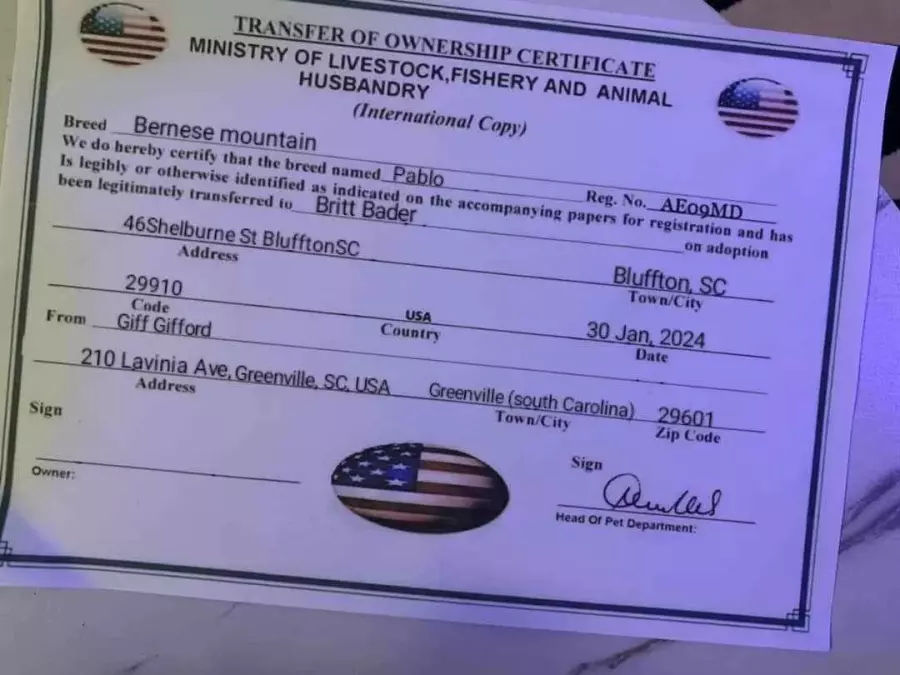 TRANSFER OF OWNERSHIP CERTIFICATE
MINISTRY OF LIVESTOCK,FISHERY AND ANIMAL
HUSBANDRY
(International Copy)
Breed Bernese mountain
We do hereby certify that the breed named Pablo Reg. No. AE09MD
Is legibly or otherwise identified as indicated on the accompanying papers for registration and has
been legitimately transferred to Britt Bader on adoption
46Shelburne St BlufftonSC Bluffton, SC
Address Town/City
29910 USA 30 Jan, 2024
Code Country Date
From Giff Gifford
210 Lavinia Ave, Greenville, SC, USA Greenville (south Carolina) 29601
Address Town/City Zip Code
Sign Sign
Owner: Head Of Pet Department: